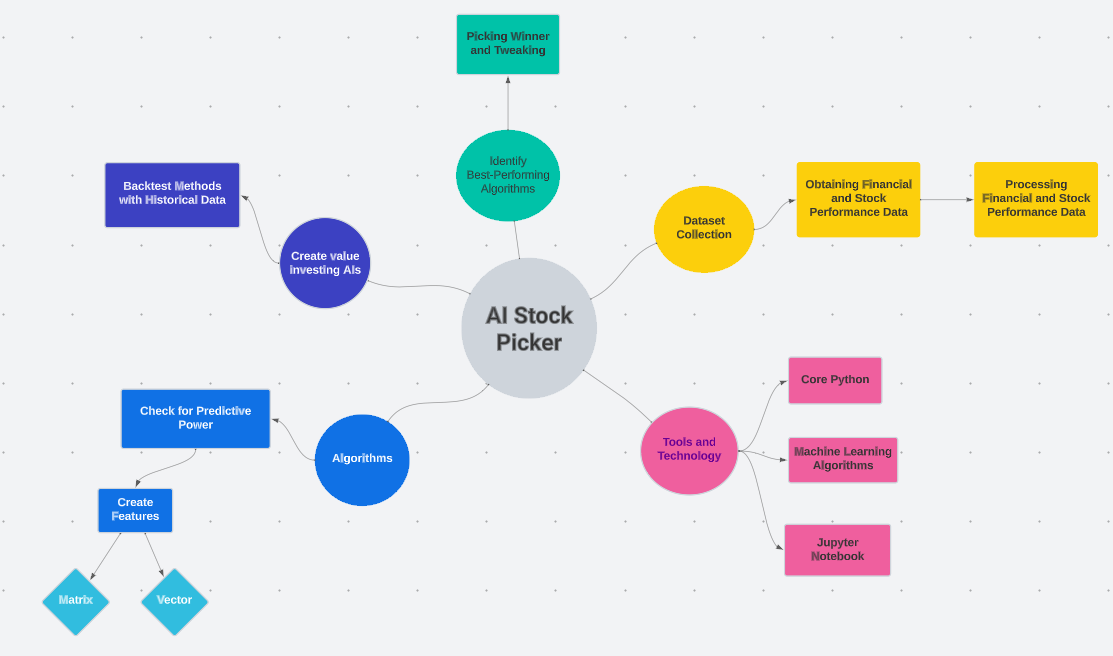 Picking Winner
and Tweaking
Identify
Best-Performing
Algorithms
Backtest Methods
with Historical Data
Create value
investing AIs
Dataset
Collection
Obtaining Financial
and Stock
Performance Data
Processing
Financial and Stock
Performance Data
AI Stock
Picker
Core Python
Check for Predictive
Power
Algorithms
Tools and
Technology
Machine Learning
Algorithms
Create
Features
Jupyter
Notebook
Matrix
Vector